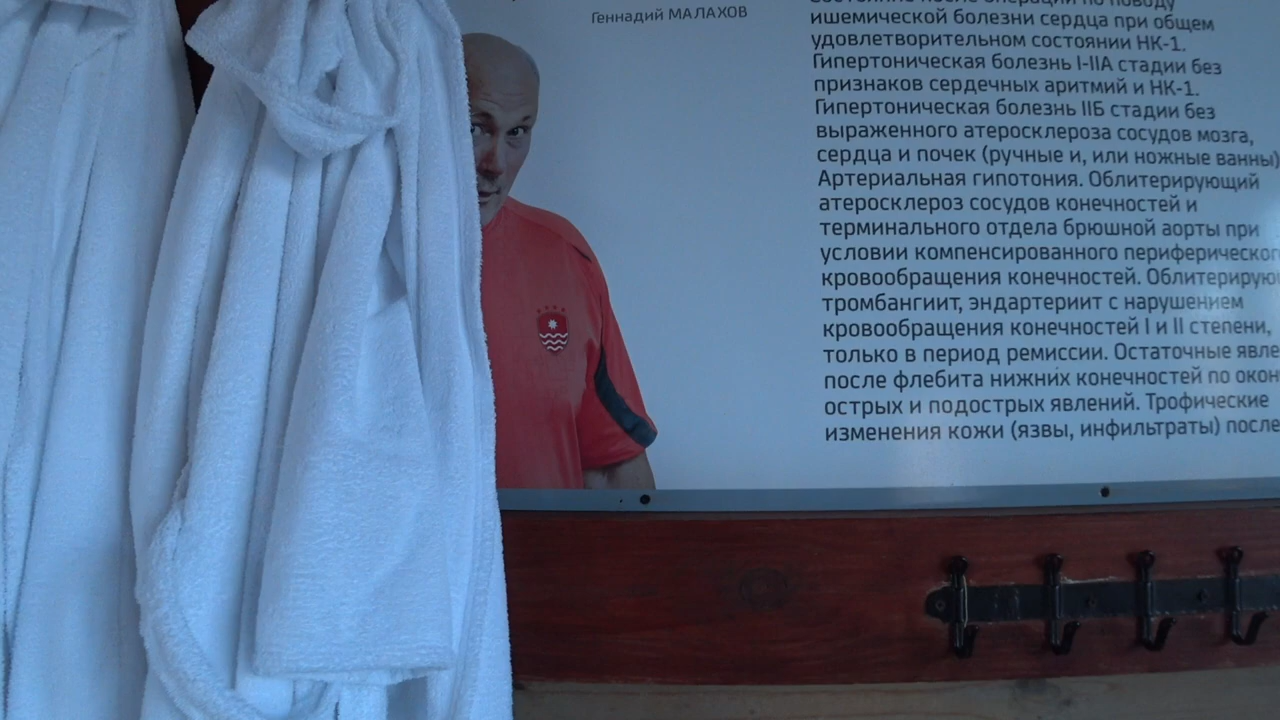 Геннадий МАЛАХОВ
ишемической болезни сердца при общем
удовлетворительном состоянии НК-1.
Гипертоническая болезнь I-IIА стадии без
признаков сердечных аритмий и НК-1.
Гипертоническая болезнь IIБ стадии без
выраженного атеросклероза сосудов мозга,
сердца и почек (ручные и, или ножные ванны)
Артериальная гипотония. Облитерирующий
атеросклероз сосудов конечностей и
терминального отдела брюшной аорты при
условии компенсированного периферическог
кровообращения конечностей. Облитерирую
тромбангиит, эндартериит с нарушением
кровообращения конечностей I и II степени,
только в период ремиссии. Остаточные явле
после флебита нижних конечностей по окон
острых и подострых явлений. Трофические
изменения кожи (язвы, инфильтраты) после